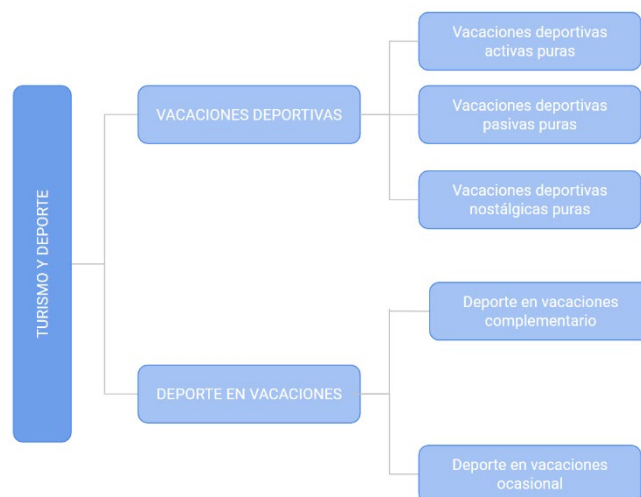 TURISMO Y DEPORTE
VACACIONES DEPORTIVAS
Vacaciones deportivas
activas puras
Vacaciones deportivas
pasivas puras
Vacaciones deportivas
nostálgicas puras
DEPORTE EN VACACIONES
Deporte en vacaciones
complementario
Deporte en vacaciones
ocasional